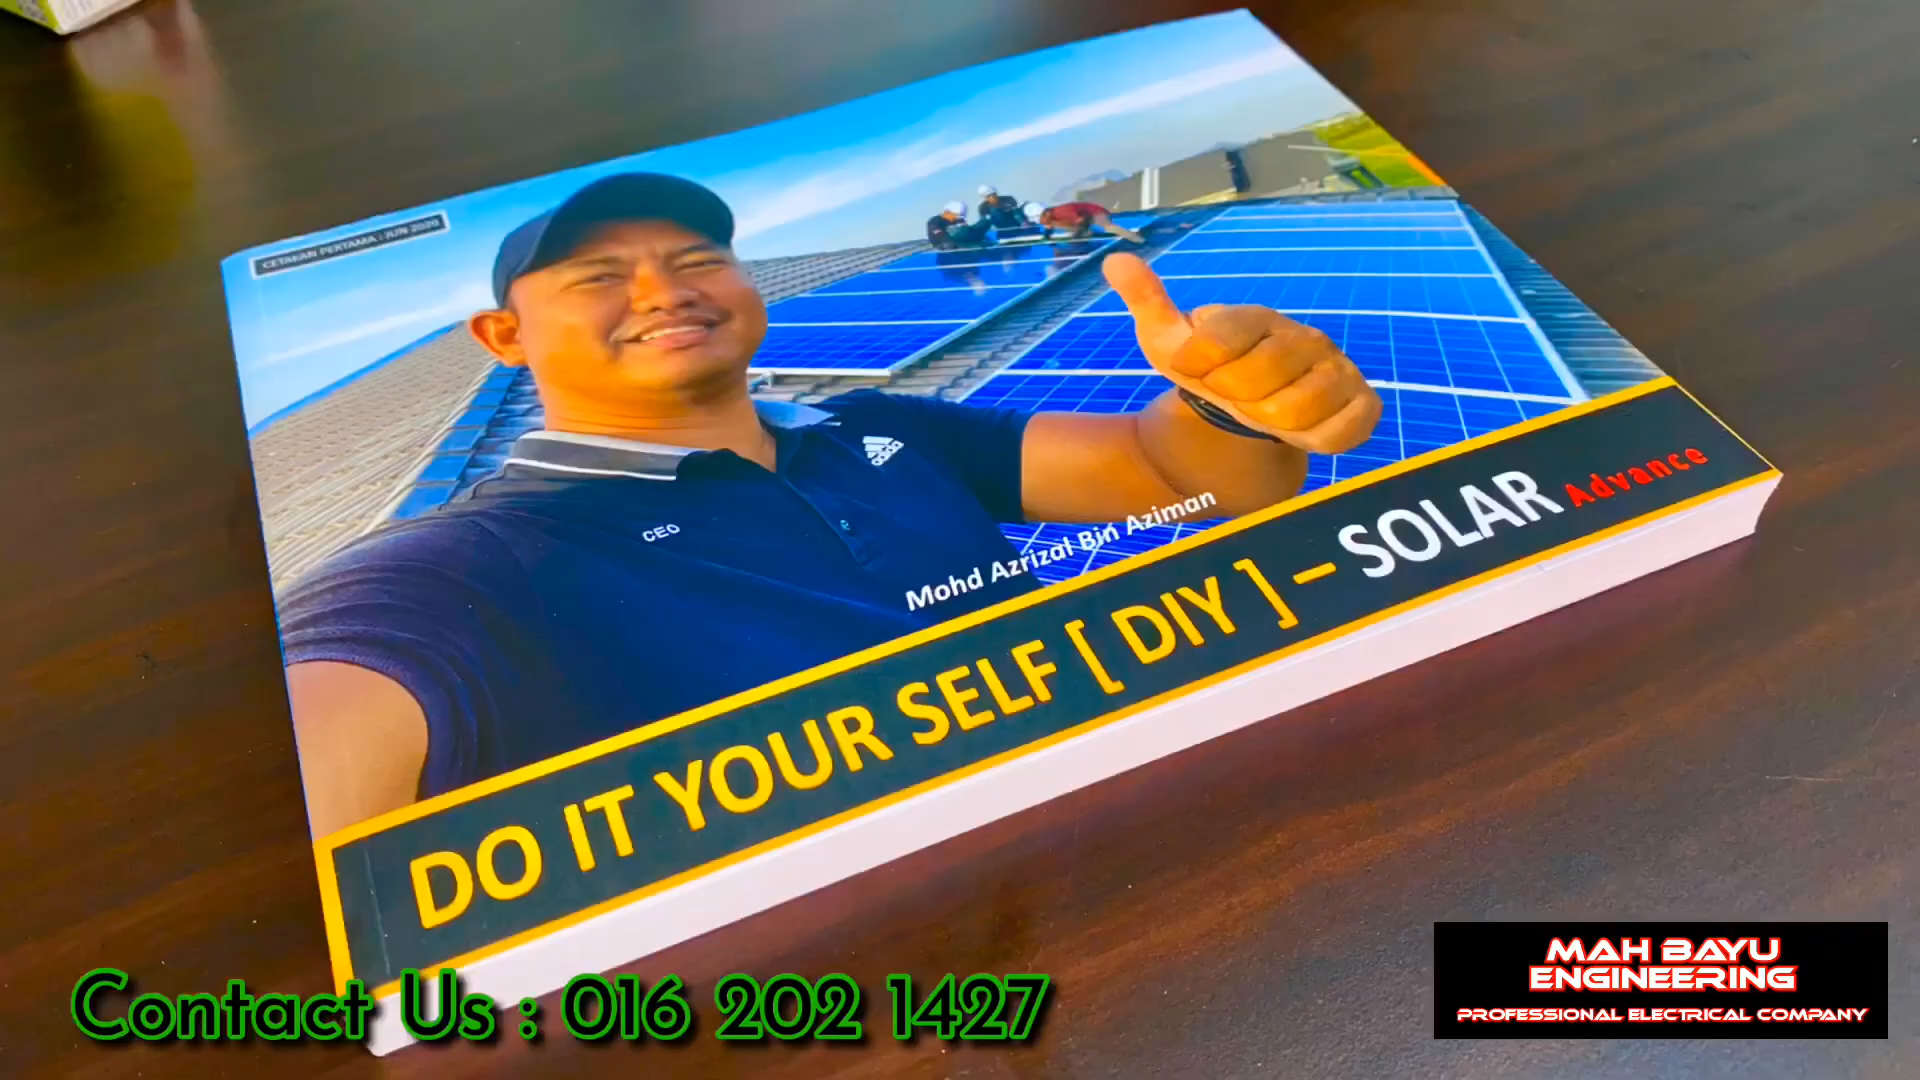 CETAKAN PERTAMA : JUN 2020
adidas
CEO
Mohd Azrizal Bin Aziman
DO IT YOUR SELF [ DIY ] – SOLAR Advance
Contact Us : 016 202 1427
MAH BAYU
ENGINEERING
PROFESSIONAL ELECTRICAL COMPANY